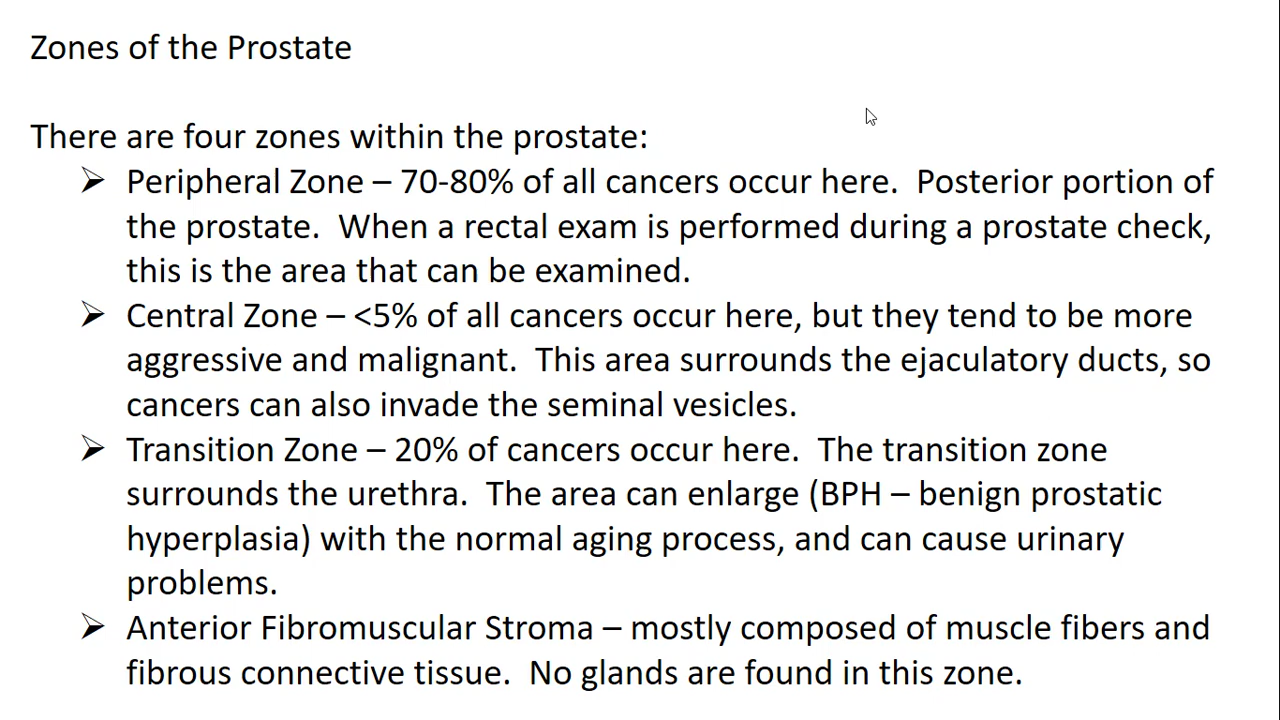 Zones of the Prostate
There are four zones within the prostate:
➢ Peripheral Zone – 70-80% of all cancers occur here.  Posterior portion of
the prostate.  When a rectal exam is performed during a prostate check,
this is the area that can be examined.
➢ Central Zone – <5% of all cancers occur here, but they tend to be more
aggressive and malignant.  This area surrounds the ejaculatory ducts, so
cancers can also invade the seminal vesicles.
➢ Transition Zone – 20% of cancers occur here.  The transition zone
surrounds the urethra.  The area can enlarge (BPH – benign prostatic
hyperplasia) with the normal aging process, and can cause urinary
problems.
➢ Anterior Fibromuscular Stroma – mostly composed of muscle fibers and
fibrous connective tissue.  No glands are found in this zone.